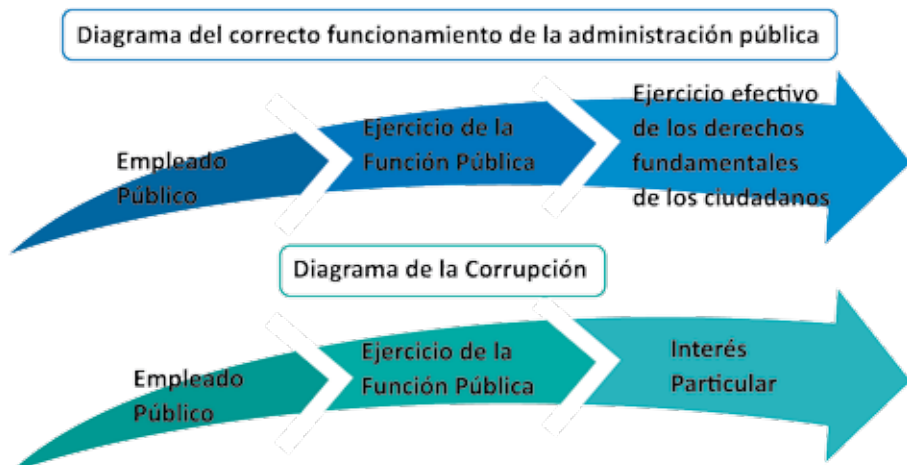 Diagrama del correcto funcionamiento de la administración pública
Empleado
Público
Ejercicio de la
Función Pública
Ejercicio efectivo
de los derechos
fundamentales
de los ciudadanos
Diagrama de la Corrupción
Empleado
Público
Ejercicio de la
Función Pública
Interés
Particular